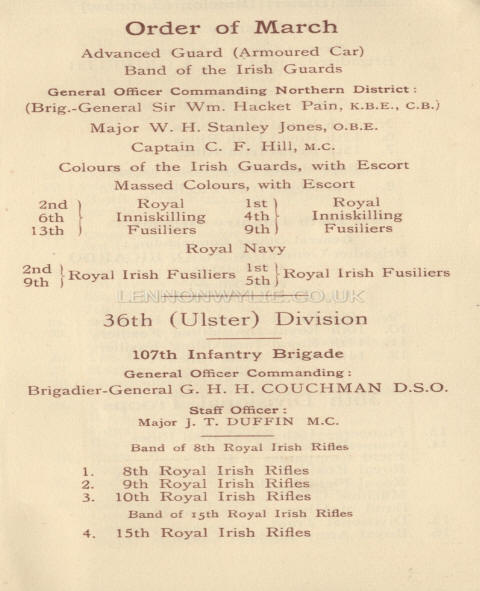 Order of March
Advanced Guard (Armoured Car)
Band of the Irish Guards
General Officer Commanding Northern District :
(Brig.-General Sir Wm. Hacket Pain, K.B.E., C.B.)
Major W. H. Stanley Jones, O.B.E.
Captain C. F. Hill, M.C.
Colours of the Irish Guards, with Escort
Massed Colours, with Escort
2nd } Royal 1st } Royal
6th } Inniskilling 4th } Inniskilling
13th } Fusiliers 9th } Fusiliers
Royal Navy
2nd } Royal Irish Fusiliers 1st } Royal Irish Fusiliers
9th 5th
LENNONWYLIE.CO.UK
36th (Ulster) Division
107th Infantry Brigade
General Officer Commanding :
Brigadier-General G. H. H. COUCHMAN D.S.O.
Staff Officer :
Major J. T. DUFFIN M.C.
Band of 8th Royal Irish Rifles
1. 8th Royal Irish Rifles
2. 9th Royal Irish Rifles
3. 10th Royal Irish Rifles
Band of 15th Royal Irish Rifles
4. 15th Royal Irish Rifles